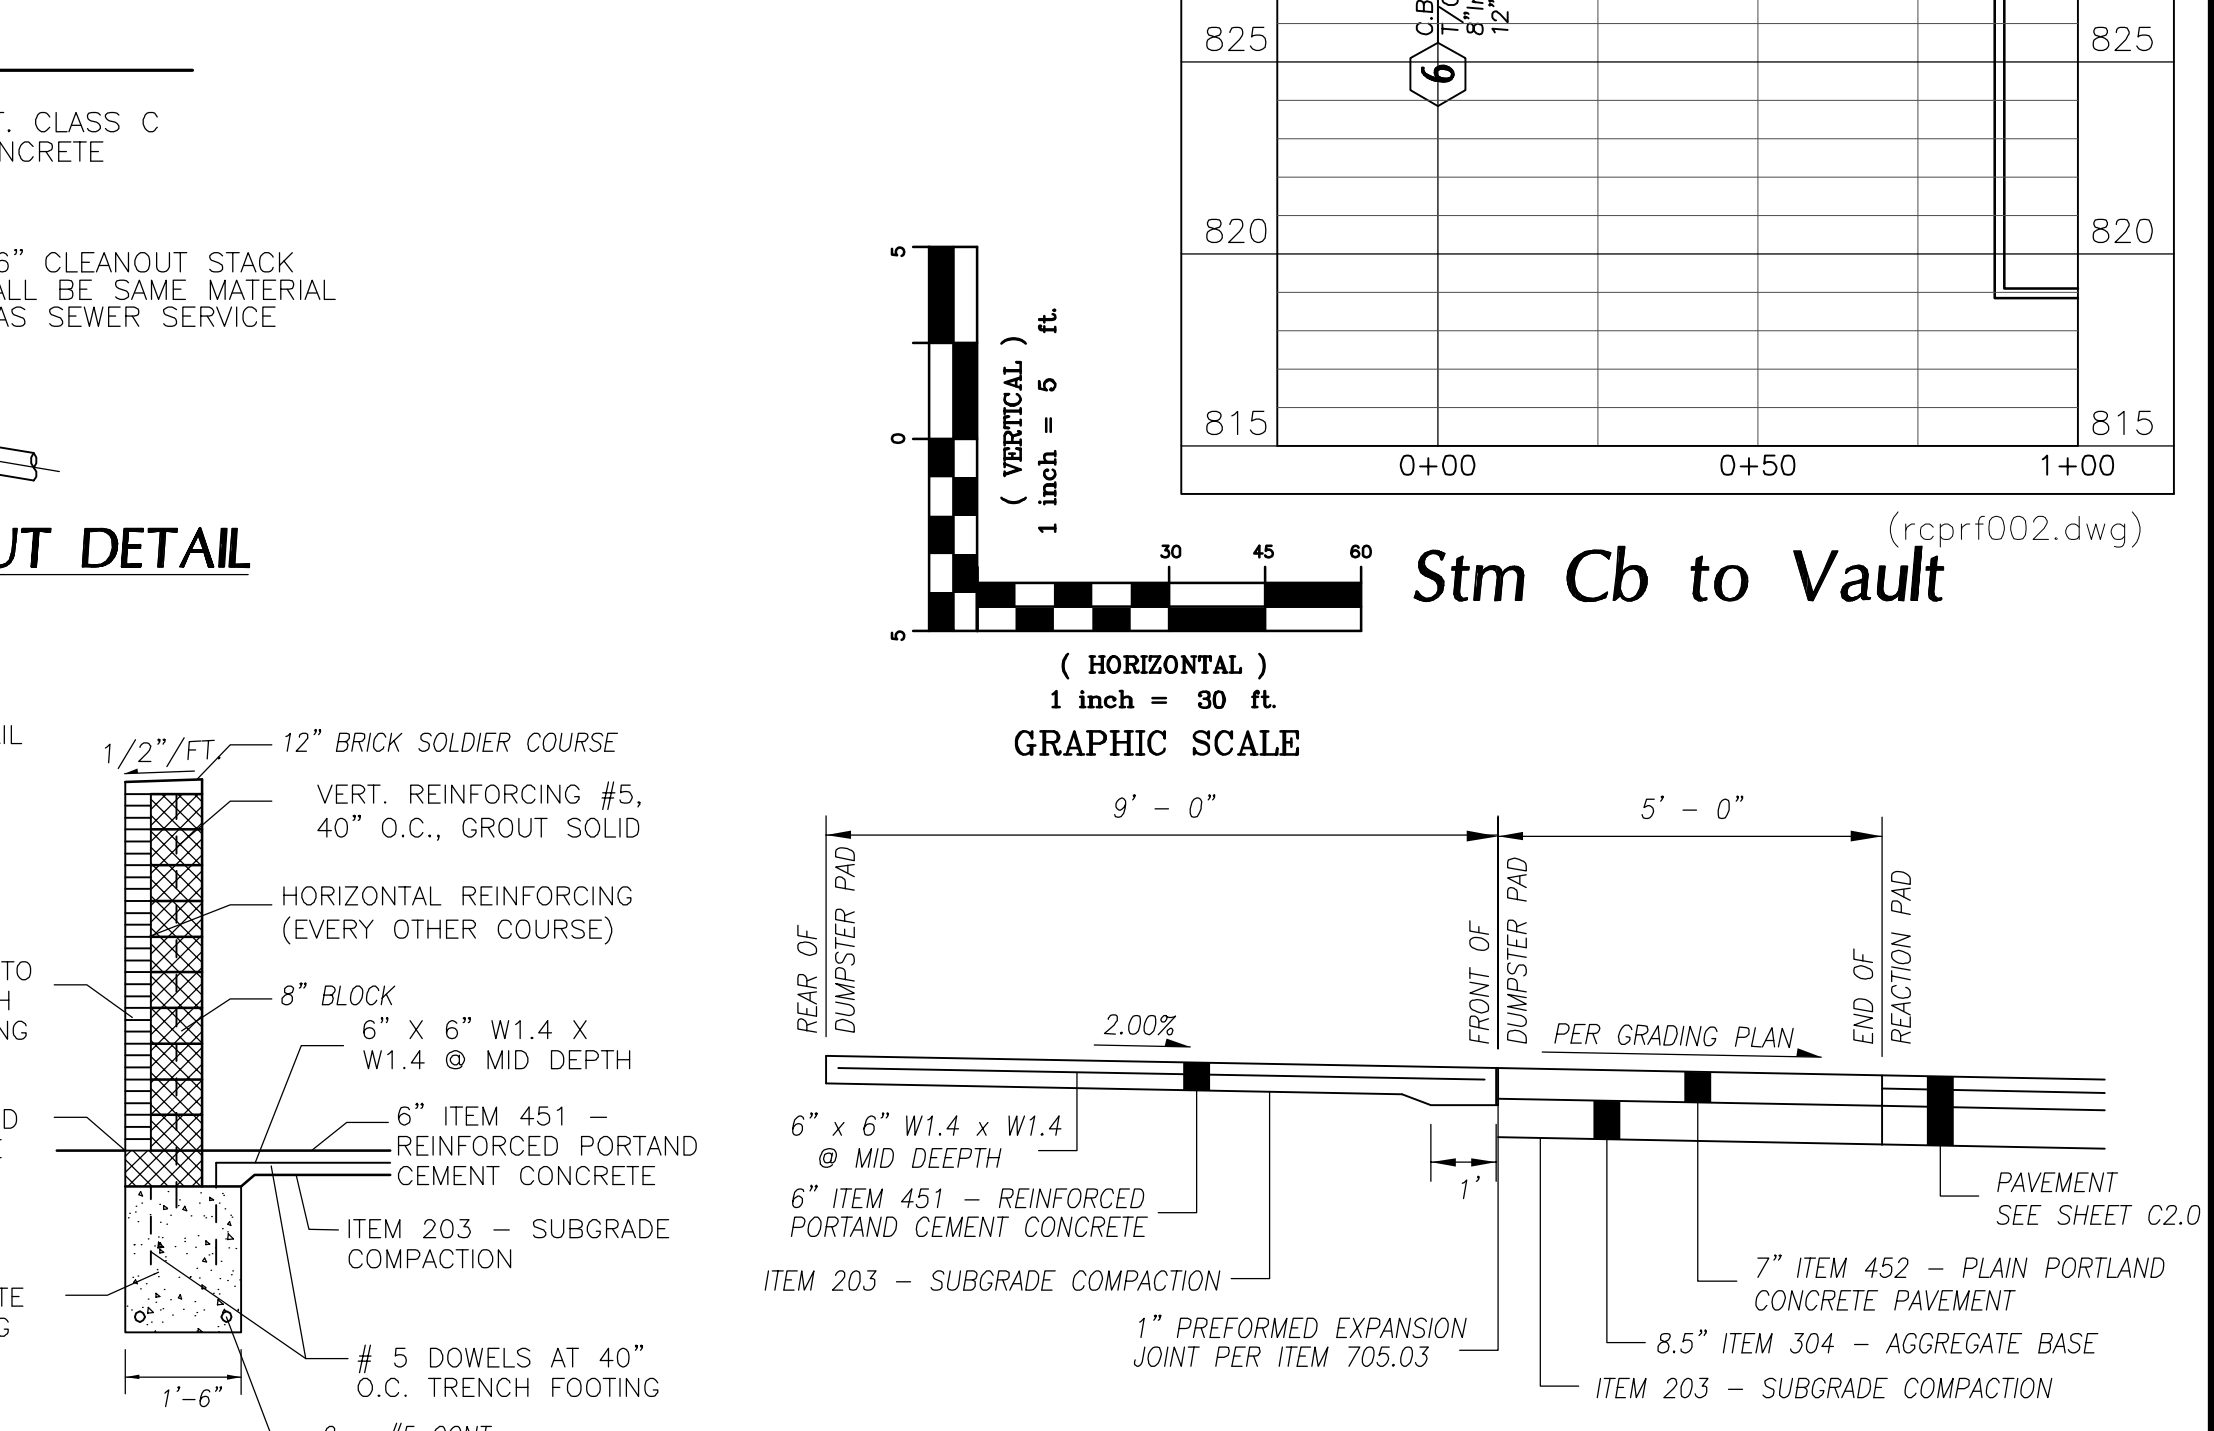 T. CLASS C
NCRETE
6" CLEANOUT STACK
ALL BE SAME MATERIAL
AS SEWER SERVICE
UT DETAIL
825
820
815
C.B
T/C
8"In
12"
6
825
820
815
0+00
0+50
1+00
(rcprf002.dwg)
Stm Cb to Vault
5
0
5
( VERTICAL )
1 inch = 5 ft.
30
45
60
( HORIZONTAL )
1 inch = 30 ft.
GRAPHIC SCALE
IL
TO
H
NG
D
E
TE
G
1/2"/FT.
12" BRICK SOLDIER COURSE
VERT. REINFORCING #5,
40" O.C., GROUT SOLID
HORIZONTAL REINFORCING
(EVERY OTHER COURSE)
8" BLOCK
6" X 6" W1.4 X
W1.4 @ MID DEPTH
6" ITEM 451 –
REINFORCED PORTAND
CEMENT CONCRETE
ITEM 203 – SUBGRADE
COMPACTION
# 5 DOWELS AT 40"
O.C. TRENCH FOOTING
1'–6"
9' – 0"
5' – 0"
REAR OF
DUMPSTER PAD
FRONT OF
DUMPSTER PAD
END OF
REACTION PAD
2.00%
PER GRADING PLAN
6" x 6" W1.4 x W1.4
@ MID DEEPTH
6" ITEM 451 – REINFORCED
PORTAND CEMENT CONCRETE
ITEM 203 – SUBGRADE COMPACTION
1'
1" PREFORMED EXPANSION
JOINT PER ITEM 705.03
PAVEMENT
SEE SHEET C2.0
7" ITEM 452 – PLAIN PORTLAND
CONCRETE PAVEMENT
8.5" ITEM 304 – AGGREGATE BASE
ITEM 203 – SUBGRADE COMPACTION